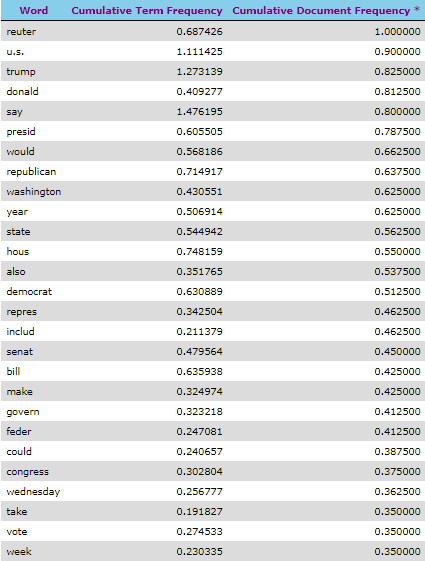 Word Cumulative Term Frequency Cumulative Document Frequency *
reuter 0.687426 1.000000
u.s. 1.111425 0.900000
trump 1.273139 0.825000
donald 0.409277 0.812500
say 1.476195 0.800000
presid 0.605505 0.787500
would 0.568186 0.662500
republican 0.714917 0.637500
washington 0.430551 0.625000
year 0.506914 0.625000
state 0.544942 0.562500
hous 0.748159 0.550000
also 0.351765 0.537500
democrat 0.630889 0.512500
repres 0.342504 0.462500
includ 0.211379 0.462500
senat 0.479564 0.450000
bill 0.635938 0.425000
make 0.324974 0.425000
govern 0.323218 0.412500
feder 0.247081 0.412500
could 0.240657 0.387500
congress 0.302804 0.375000
wednesday 0.256777 0.362500
take 0.191827 0.350000
vote 0.274533 0.350000
week 0.230335 0.350000